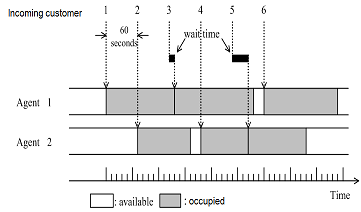 Incoming customer 1 2 3 4 5 6
60
seconds
wait-time
Agent 1
Agent 2
Time
: available : occupied